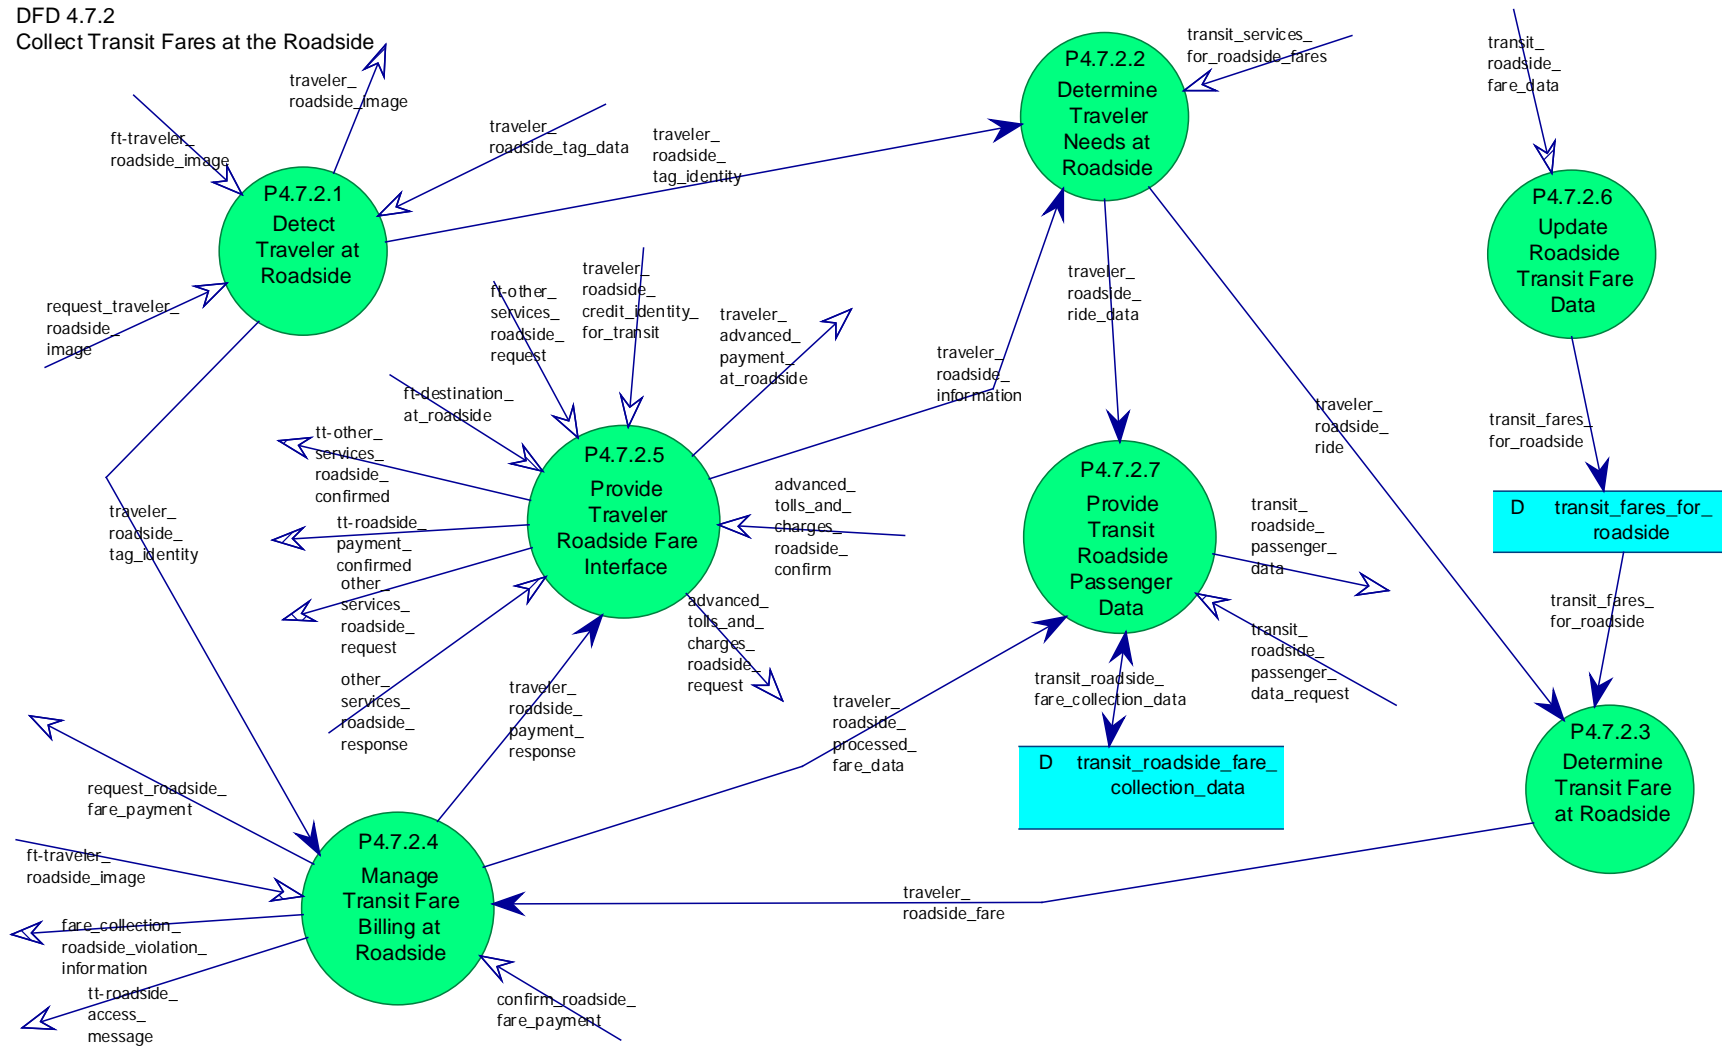 DFD 4.7.2
Collect Transit Fares at the Roadside
traveler_
roadside_image
ft-traveler_
roadside_image
traveler_
roadside_tag_data
traveler_
roadside_
tag_identity
P4.7.2.1
Detect
Traveler at
Roadside
request_traveler_
roadside_
image
P4.7.2.2
Determine
Traveler
Needs at
Roadside
transit_services_
for_roadside_fares
transit_
roadside_
fare_data
P4.7.2.6
Update
Roadside
Transit Fare
Data
ft-other_
services_
roadside_
request
traveler_
roadside_
credit_identity_
for_transit
traveler_
advanced_
payment_
at_roadside
traveler_
roadside_
ride_data
traveler_
roadside_
information
ft-destination_
at_roadside
traveler_
roadside_
ride
transit_fares_
for_roadside
tt-other_
services_
roadside_
confirmed
P4.7.2.5
Provide
Traveler
Roadside Fare
Interface
advanced_
tolls_and_
charges_
roadside_
confirm
P4.7.2.7
Provide
Transit
Roadside
Passenger
Data
transit_
roadside_
passenger_
data
D transit_fares_for_
roadside
traveler_
roadside_
tag_identity
tt-roadside_
payment_
confirmed
other_
services_
roadside_
request
advanced_
tolls_and_
charges_
roadside_
request
transit_fares_
for_roadside
transit_
roadside_
passenger_
data_request
other_
services_
roadside_
response
traveler_
roadside_
payment_
response
transit_roadside_
fare_collection_data
traveler_
roadside_
processed_
fare_data
D transit_roadside_fare_
collection_data
P4.7.2.3
Determine
Transit Fare
at Roadside
request_roadside_
fare_payment
ft-traveler_
roadside_image
P4.7.2.4
Manage
Transit Fare
Billing at
Roadside
traveler_
roadside_fare
fare_collection_
roadside_violation_
information
tt-roadside_
access_
message
confirm_roadside_
fare_payment